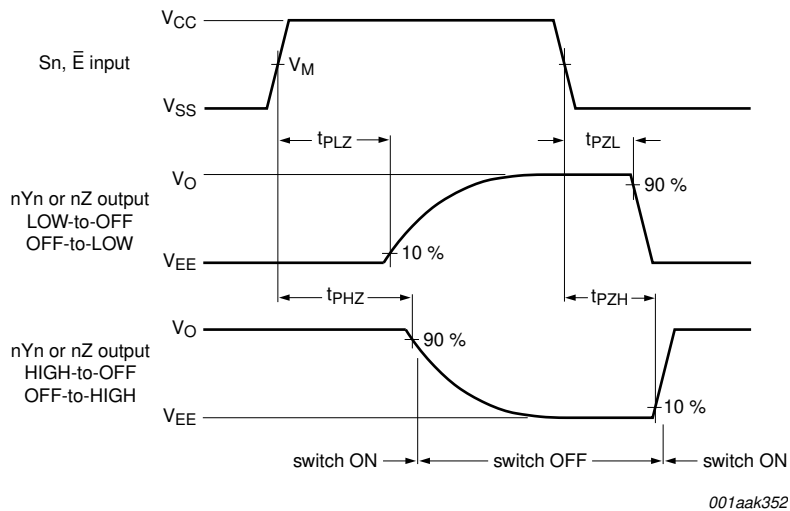 VCC
Sn, E̅ input
VM
VSS
tPLZ
tPZL
VO
nYn or nZ output
LOW-to-OFF
OFF-to-LOW
90 %
10 %
VEE
tPHZ
tPZH
VO
nYn or nZ output
HIGH-to-OFF
OFF-to-HIGH
90 %
10 %
VEE
switch ON
switch OFF
switch ON
001aak352